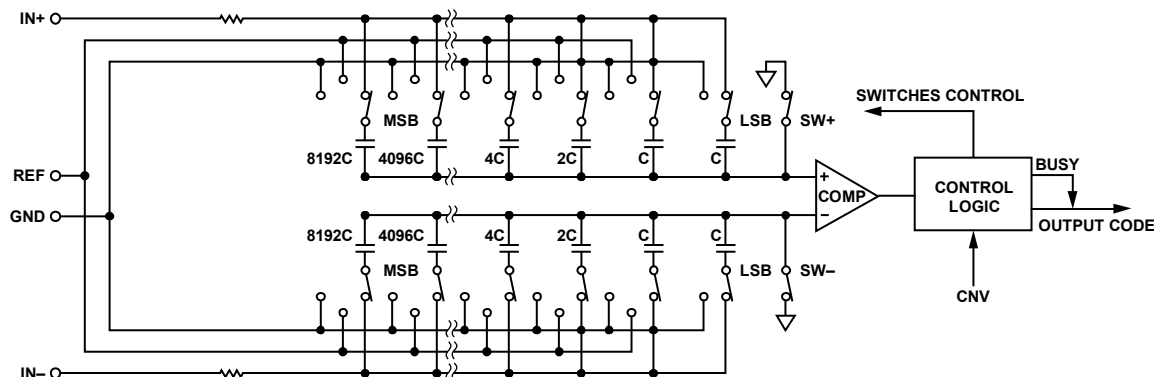 IN+
MSB
LSB
SW+
SWITCHES CONTROL
8192C
4096C
4C
2C
C
C
BUSY
REF
COMP
+
−
CONTROL
LOGIC
GND
OUTPUT CODE
8192C
4096C
4C
2C
C
C
MSB
LSB
SW–
CNV
IN–